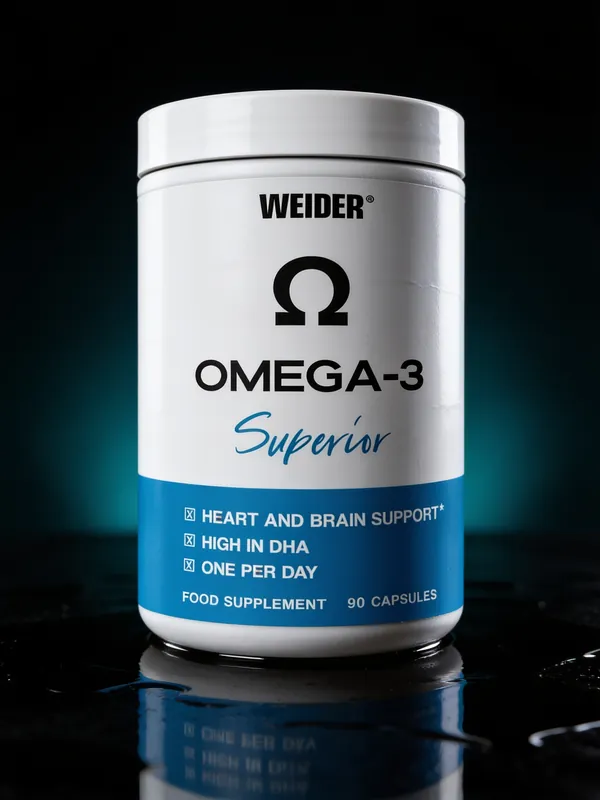 WEIDER®
Ω
OMEGA-3
Superior
☒ HEART AND BRAIN SUPPORT*
☒ HIGH IN DHA
☒ ONE PER DAY
FOOD SUPPLEMENT 90 CAPSULES